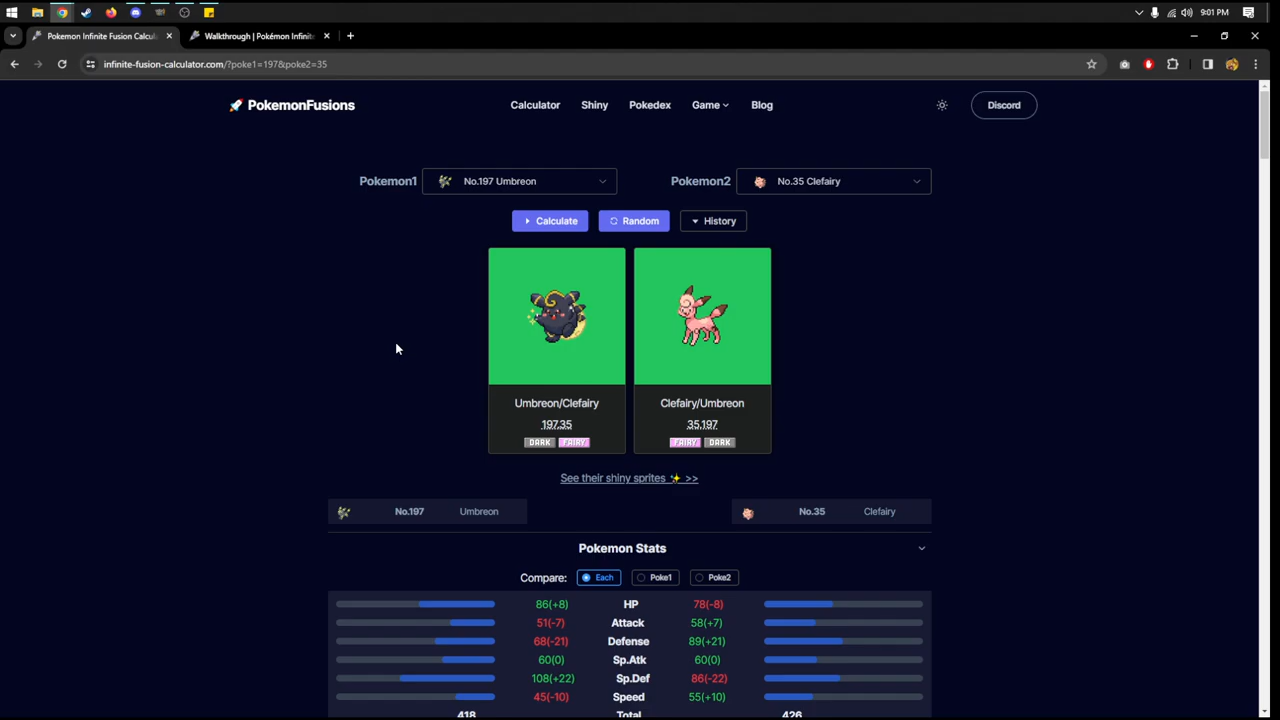 9:01 PM
Pokemon Infinite Fusion Calcul
Walkthrough | Pokémon Infinite
infinite-fusion-calculator.com/?poke1=197&poke2=35
PokemonFusions
Calculator Shiny Pokedex Game Blog Discord
Pokemon1 No.197 Umbreon Pokemon2 No.35 Clefairy
Calculate Random History
Umbreon/Clefairy Clefairy/Umbreon
197.35 35.197
DARK FAIRY FAIRY DARK
See their shiny sprites ✨ >>
No.197 Umbreon No.35 Clefairy
Pokemon Stats
Compare: Each Poke1 Poke2
86(+8) HP 78(-8)
51(-7) Attack 58(+7)
68(-21) Defense 89(+21)
60(0) Sp.Atk 60(0)
108(+22) Sp.Def 86(-22)
45(-10) Speed 55(+10)
418 Total 426